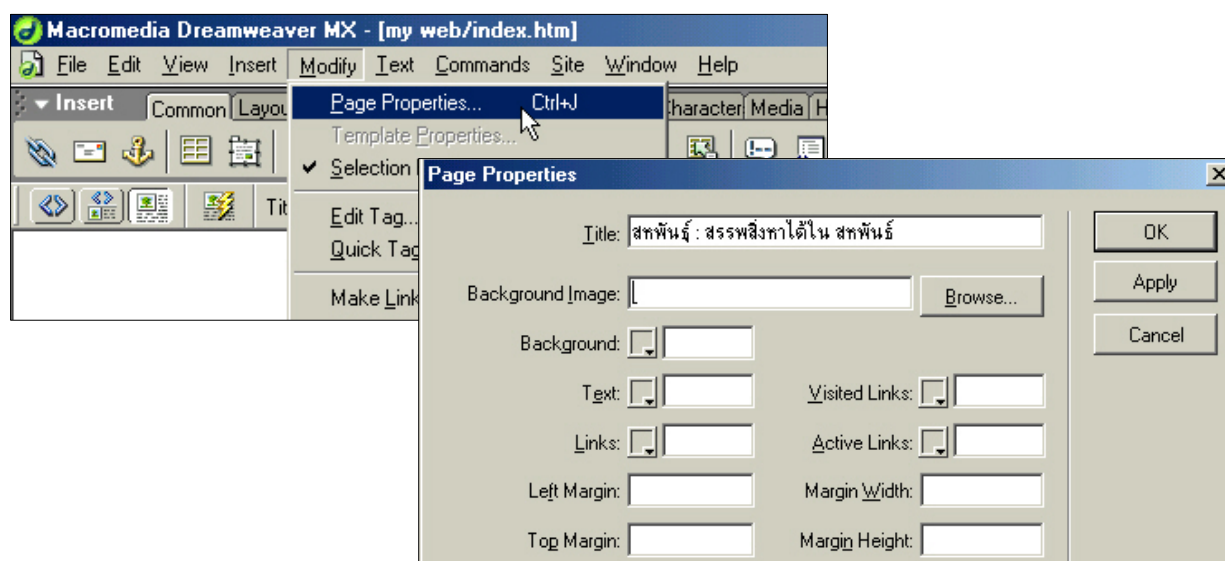 Macromedia Dreamweaver MX - [my web/index.htm]
File Edit View Insert Modify Text Commands Site Window Help
Insert Common Layou Character Media H
Page Properties... Ctrl+J
Template Properties...
Selection
Tit
Edit Tag...
Quick Tag
Make Link
Page Properties
Title: สหพันธุ์ : สรรพสิ่งหาได้ใน สหพันธ์
OK
Background Image: Browse...
Apply
Background:
Cancel
Text: Visited Links:
Links: Active Links:
Left Margin: Margin Width:
Top Margin: Margin Height: